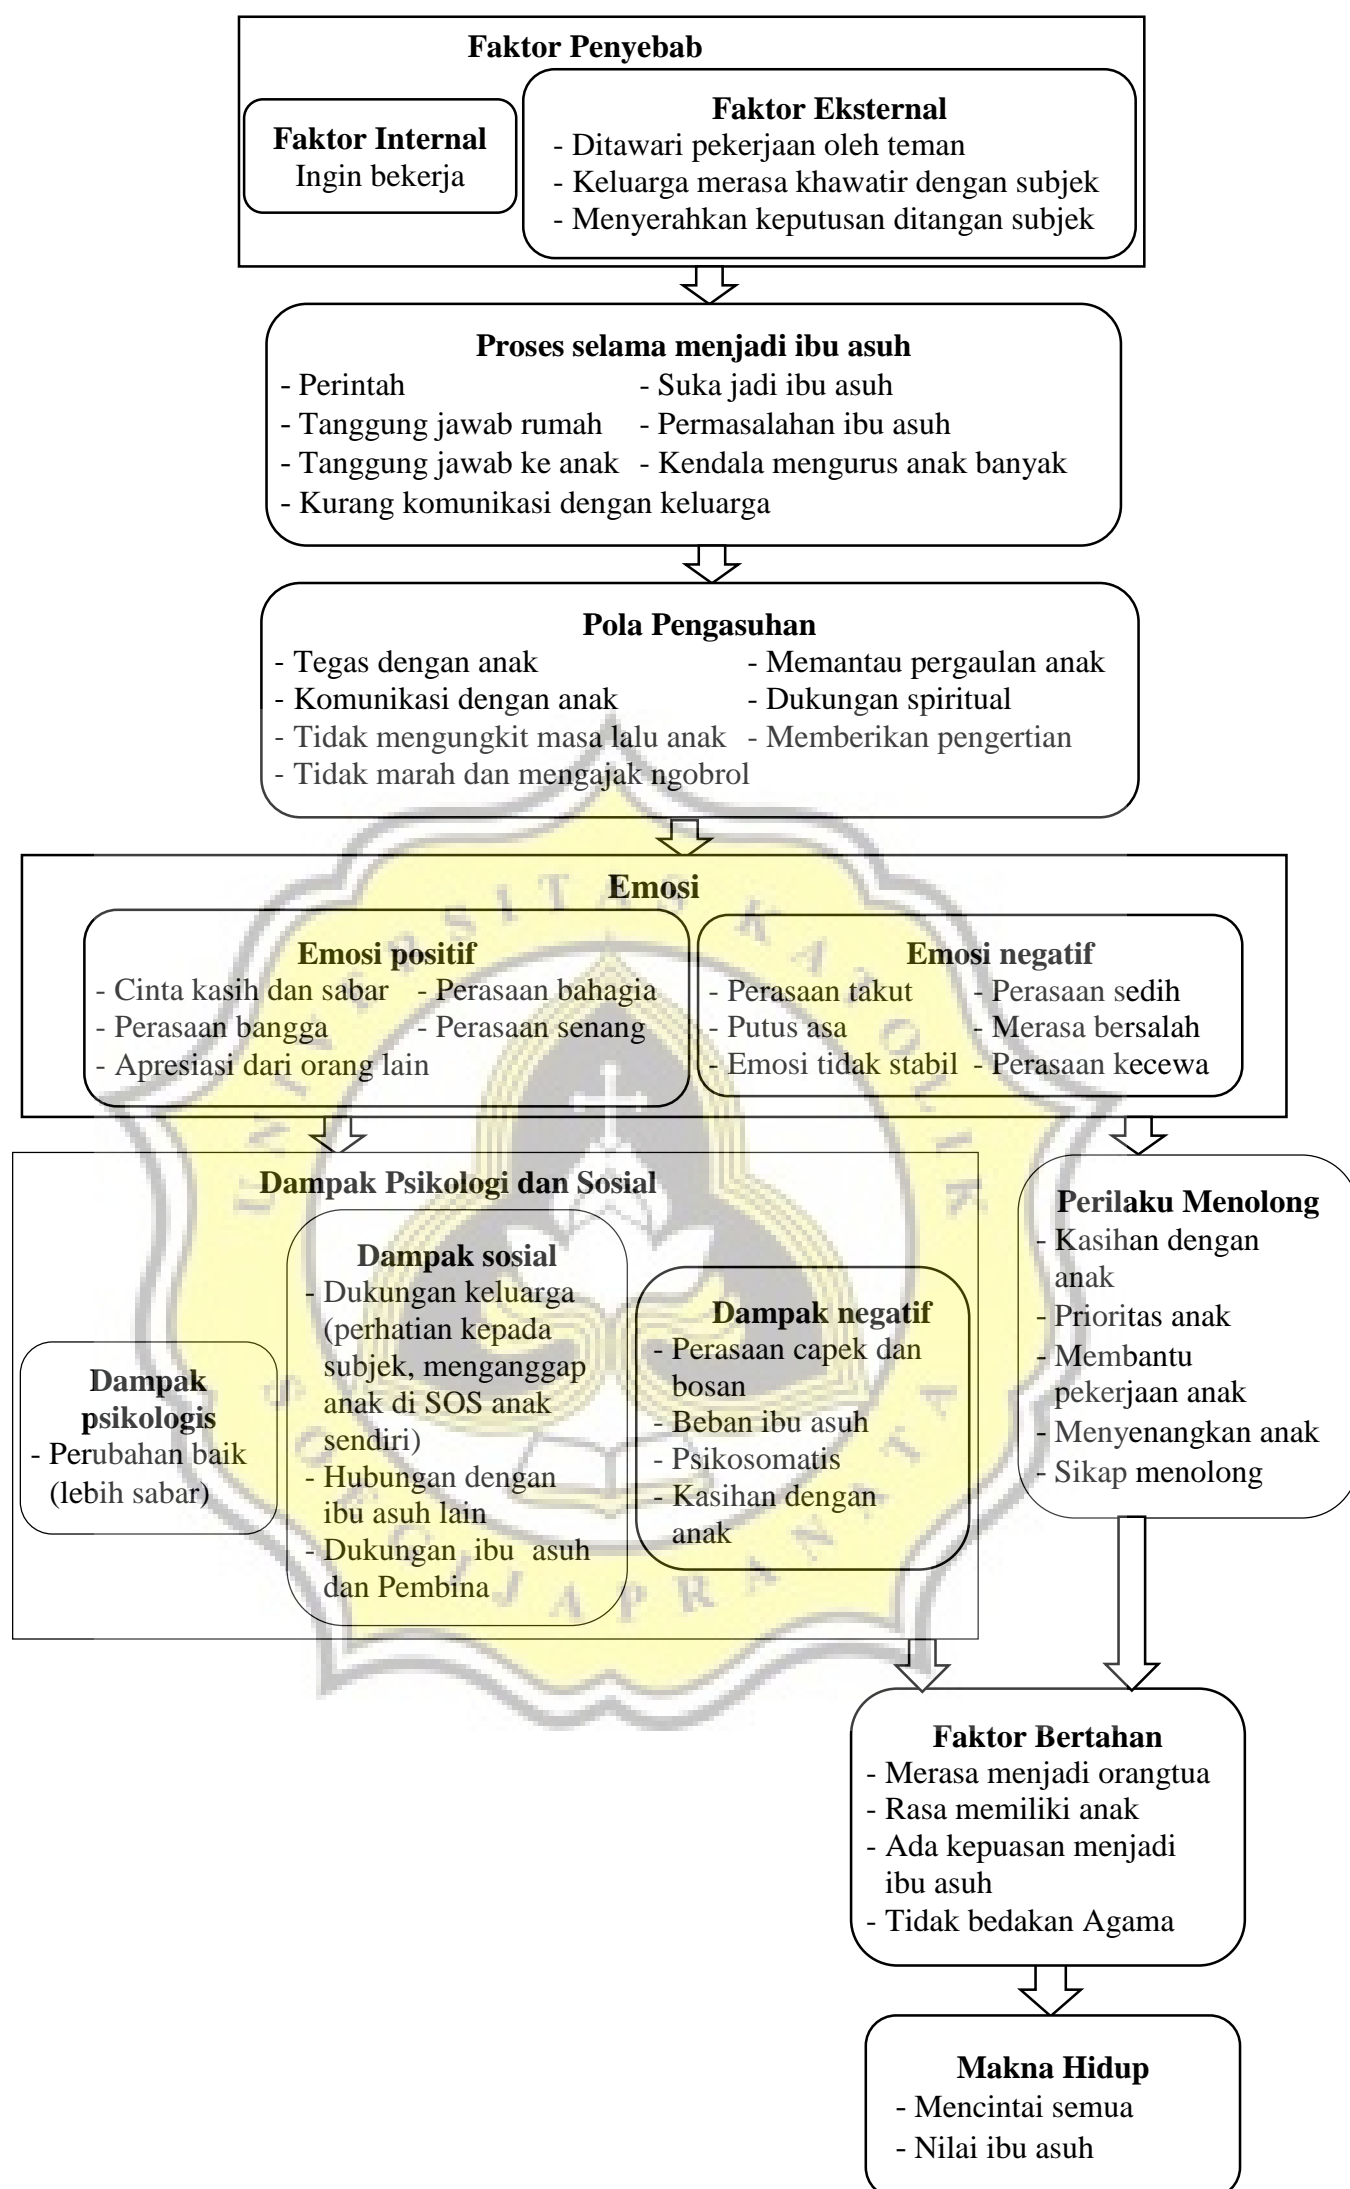 Faktor Penyebab
Faktor Internal
Ingin bekerja
Faktor Eksternal
- Ditawari pekerjaan oleh teman
- Keluarga merasa khawatir dengan subjek
- Menyerahkan keputusan ditangan subjek
Proses selama menjadi ibu asuh
- Perintah - Suka jadi ibu asuh
- Tanggung jawab rumah - Permasalahan ibu asuh
- Tanggung jawab ke anak - Kendala mengurus anak banyak
- Kurang komunikasi dengan keluarga
Pola Pengasuhan
- Tegas dengan anak - Memantau pergaulan anak
- Komunikasi dengan anak - Dukungan spiritual
- Tidak mengungkit masa lalu anak - Memberikan pengertian
- Tidak marah dan mengajak ngobrol
Emosi
Emosi positif
- Cinta kasih dan sabar - Perasaan bahagia
- Perasaan bangga - Perasaan senang
- Apresiasi dari orang lain
Emosi negatif
- Perasaan takut - Perasaan sedih
- Putus asa - Merasa bersalah
- Emosi tidak stabil - Perasaan kecewa
Dampak Psikologi dan Sosial
Dampak
psikologis
- Perubahan baik
(lebih sabar)
Dampak sosial
- Dukungan keluarga
(perhatian kepada
subjek, menganggap
anak di SOS anak
sendiri)
- Hubungan dengan
ibu asuh lain
- Dukungan ibu asuh
dan Pembina
Dampak negatif
- Perasaan capek dan
bosan
- Beban ibu asuh
- Psikosomatis
- Kasihan dengan
anak
Perilaku Menolong
- Kasihan dengan
anak
- Prioritas anak
- Membantu
pekerjaan anak
- Menyenangkan anak
- Sikap menolong
Faktor Bertahan
- Merasa menjadi orangtua
- Rasa memiliki anak
- Ada kepuasan menjadi
ibu asuh
- Tidak bedakan Agama
Makna Hidup
- Mencintai semua
- Nilai ibu asuh
UNIVERSITAS KATOLIK
SOEGIJAPRANATA